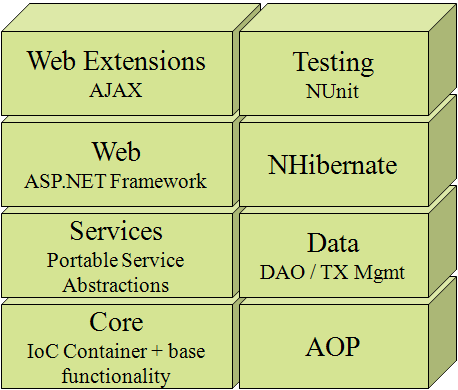 Web Extensions
AJAX
Testing
NUnit
Web
ASP.NET Framework
NHibernate
Services
Portable Service
Abstractions
Data
DAO / TX Mgmt
Core
IoC Container + base
functionality
AOP